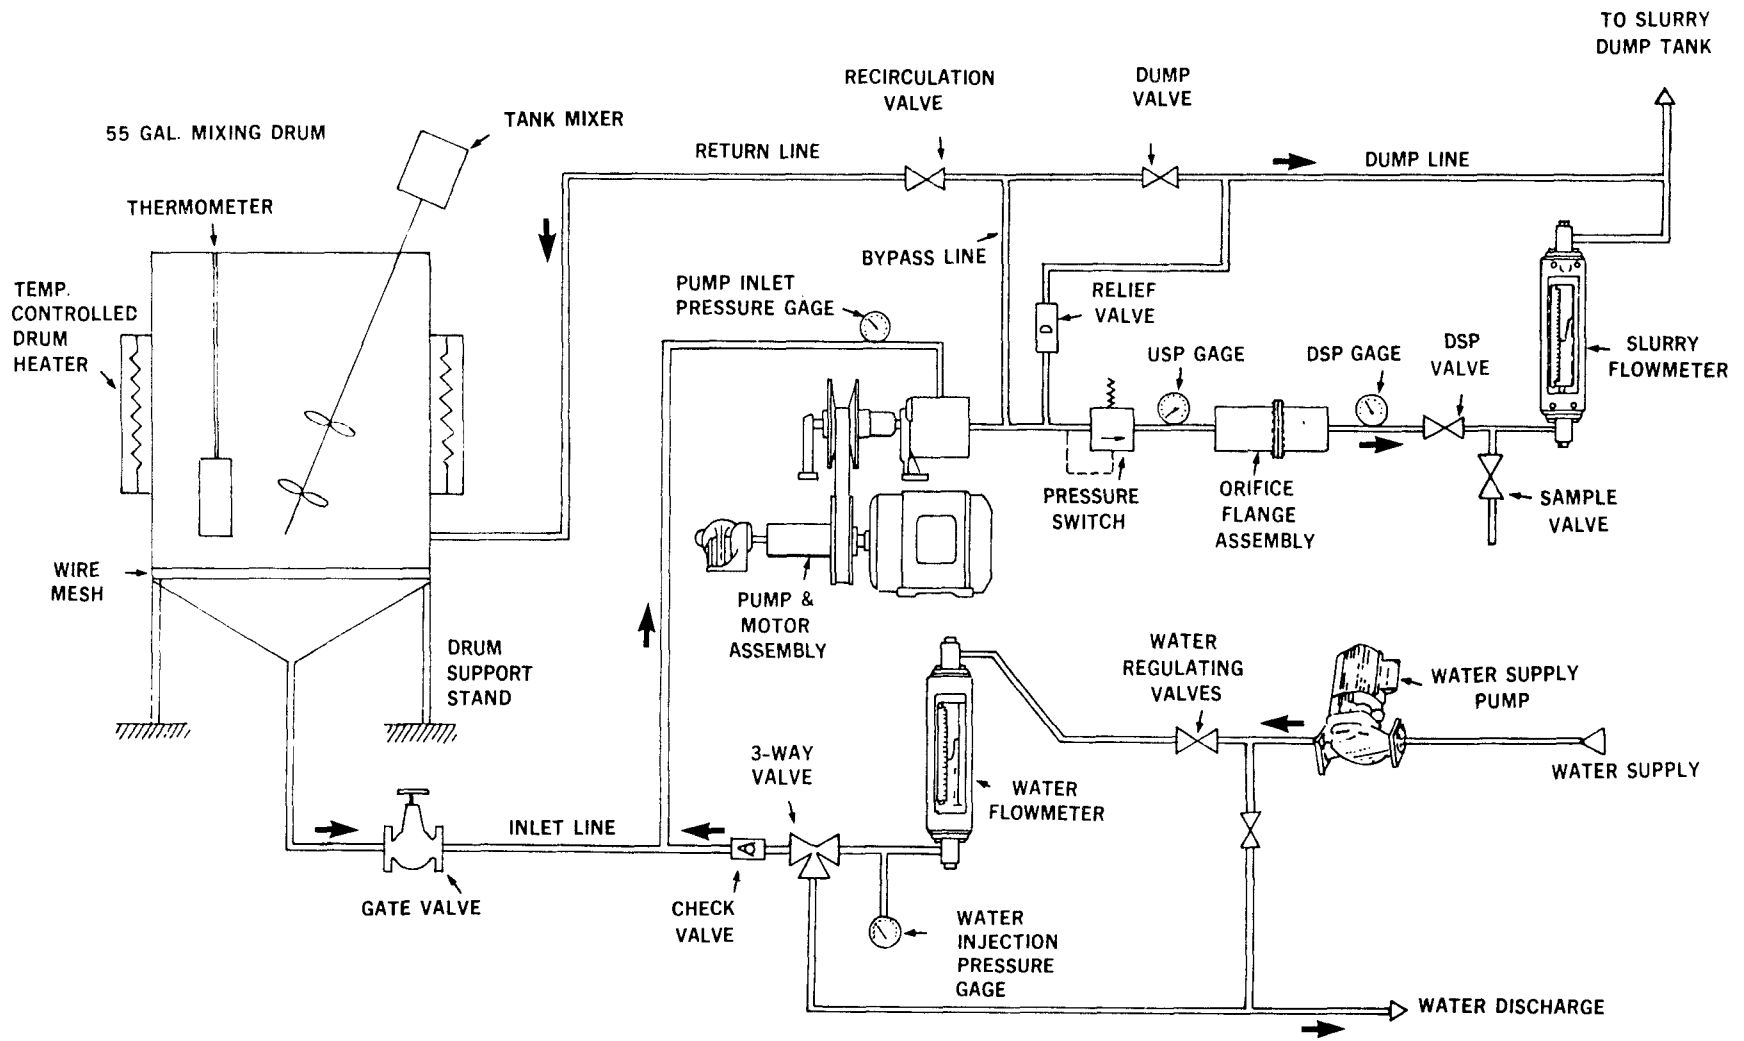 TO SLURRY
DUMP TANK
RECIRCULATION
VALVE
DUMP
VALVE
55 GAL. MIXING DRUM
TANK MIXER
RETURN LINE
DUMP LINE
THERMOMETER
BYPASS LINE
TEMP.
CONTROLLED
DRUM
HEATER
PUMP INLET
PRESSURE GAGE
RELIEF
VALVE
USP GAGE
DSP GAGE
DSP
VALVE
SLURRY
FLOWMETER
PRESSURE
SWITCH
ORIFICE
FLANGE
ASSEMBLY
SAMPLE
VALVE
WIRE
MESH
PUMP &
MOTOR
ASSEMBLY
DRUM
SUPPORT
STAND
WATER
REGULATING
VALVES
WATER SUPPLY
PUMP
3-WAY
VALVE
WATER
FLOWMETER
WATER SUPPLY
INLET LINE
GATE VALVE
CHECK
VALVE
WATER
INJECTION
PRESSURE
GAGE
WATER DISCHARGE